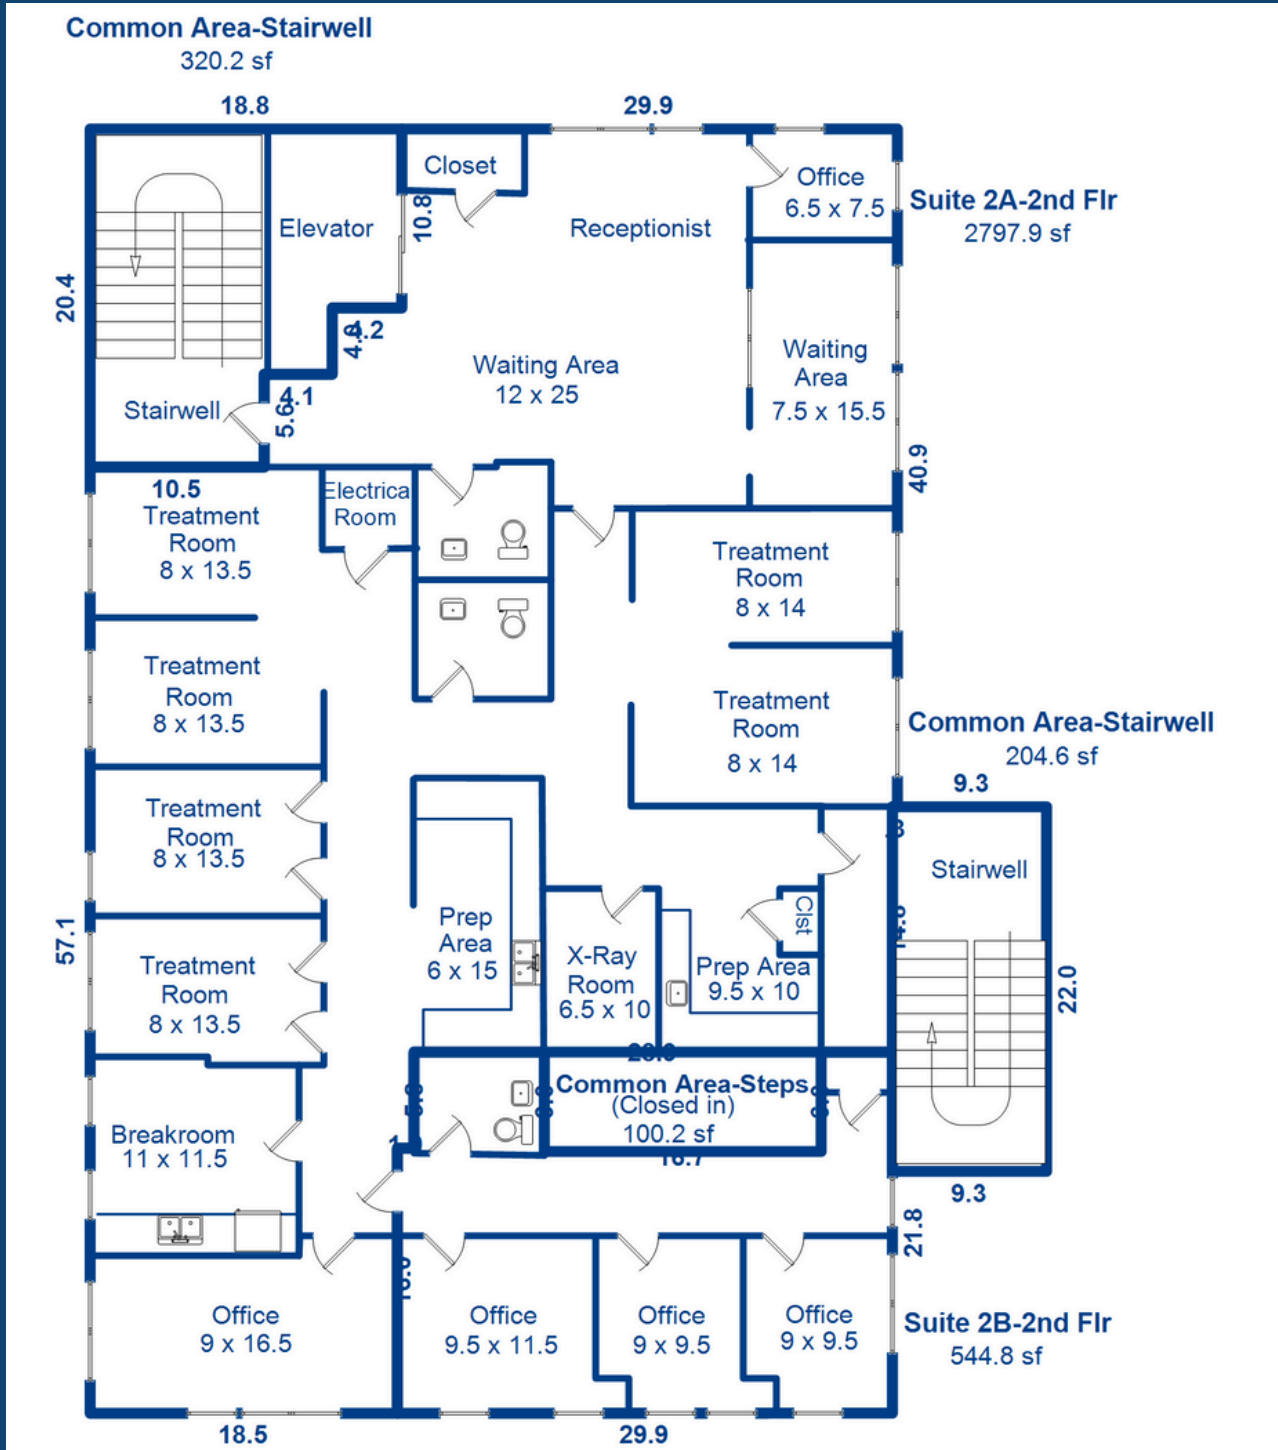 Common Area-Stairwell
320.2 sf
18.8
29.9
Closet
Office
6.5 x 7.5
Suite 2A-2nd Flr
2797.9 sf
Elevator
10.8
Receptionist
20.4
4.2
Waiting Area
12 x 25
Waiting
Area
7.5 x 15.5
4.1
5.6
Stairwell
40.9
10.5
Treatment
Room
8 x 13.5
Electrica
Room
Treatment
Room
8 x 14
Treatment
Room
8 x 13.5
Treatment
Room
8 x 14
Common Area-Stairwell
204.6 sf
9.3
Treatment
Room
8 x 13.5
Stairwell
Clst
57.1
Prep
Area
6 x 15
X-Ray
Room
6.5 x 10
Prep Area
9.5 x 10
Treatment
Room
8 x 13.5
22.0
Common Area-Steps
(Closed in)
100.2 sf
Breakroom
11 x 11.5
9.3
21.8
Office
9 x 16.5
Office
9.5 x 11.5
Office
9 x 9.5
Office
9 x 9.5
Suite 2B-2nd Flr
544.8 sf
18.5
29.9